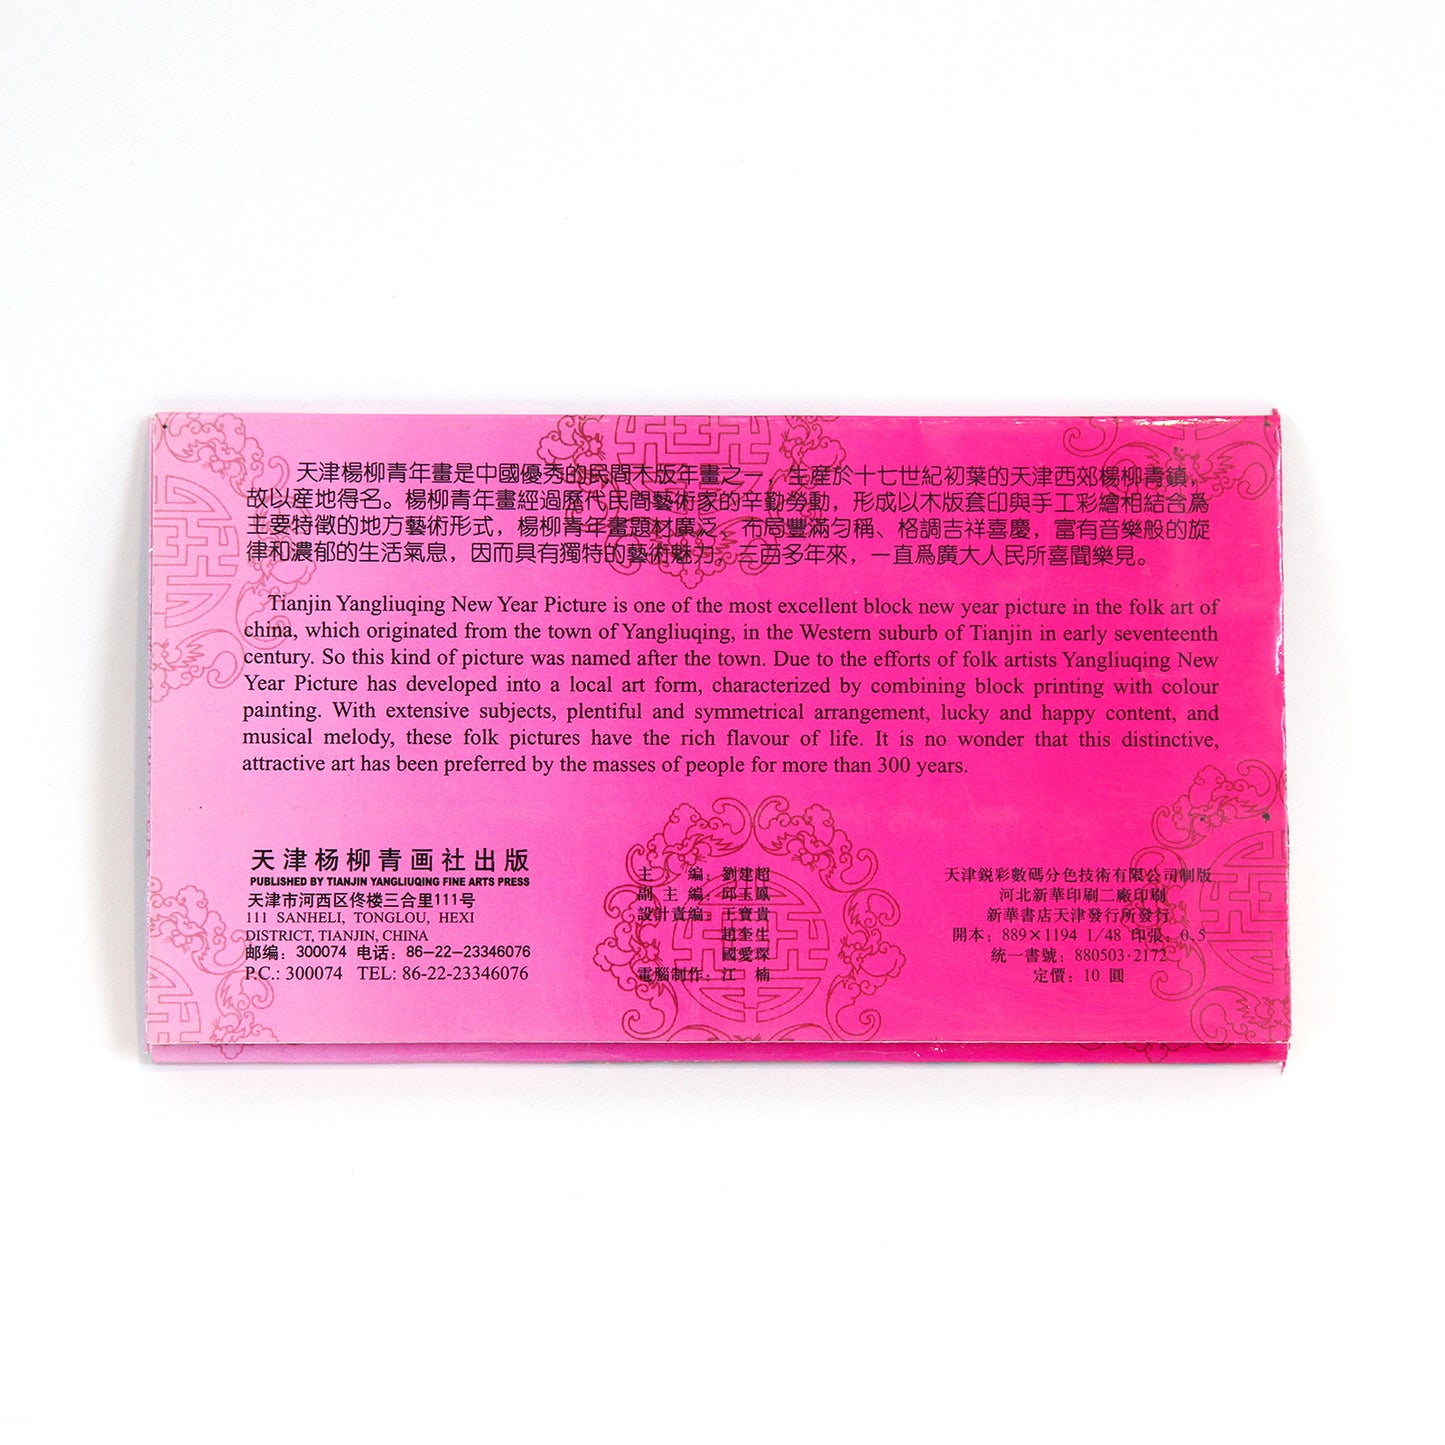 天津楊柳青年畫是中國優秀的民間木版年畫之一，生産於十七世紀初葉的天津西郊楊柳青鎮，
故以産地得名。楊柳青年畫經過歷代民間藝術家的辛勤勞動，形成以木版套印與手工彩繪相結合爲
主要特徵的地方藝術形式，楊柳青年畫題材廣泛、布局豐滿匀稱、格調吉祥喜慶，富有音樂般的旋
律和濃郁的生活氣息，因而具有獨特的藝術魅力，三百多年來，一直爲廣大人民所喜聞樂見。
Tianjin Yangliuqing New Year Picture is one of the most excellent block new year picture in the folk art of
china, which originated from the town of Yangliuqing, in the Western suburb of Tianjin in early seventeenth
century. So this kind of picture was named after the town. Due to the efforts of folk artists Yangliuqing New
Year Picture has developed into a local art form, characterized by combining block printing with colour
painting. With extensive subjects, plentiful and symmetrical arrangement, lucky and happy content, and
musical melody, these folk pictures have the rich flavour of life. It is no wonder that this distinctive,
attractive art has been preferred by the masses of people for more than 300 years.
天津杨柳青画社出版
PUBLISHED BY TIANJIN YANGLIUQING FINE ARTS PRESS
天津市河西区佟楼三合里111号
111 SANHELI, TONGLOU, HEXI
DISTRICT, TIANJIN, CHINA
邮编：300074 电话：86-22-23346076
P.C.: 300074 TEL: 86-22-23346076
主 編：劉建超
副主編：邱玉鳳
設計責編：王寶貴
趙奎生
國愛琛
電腦制作：江 楠
天津鋭彩數碼分色技術有限公司制版
河北新華印刷二廠印刷
新華書店天津發行所發行
開本：889×1194 1/48 印張：0.5
統一書號：880503·2172
定價：10 圓